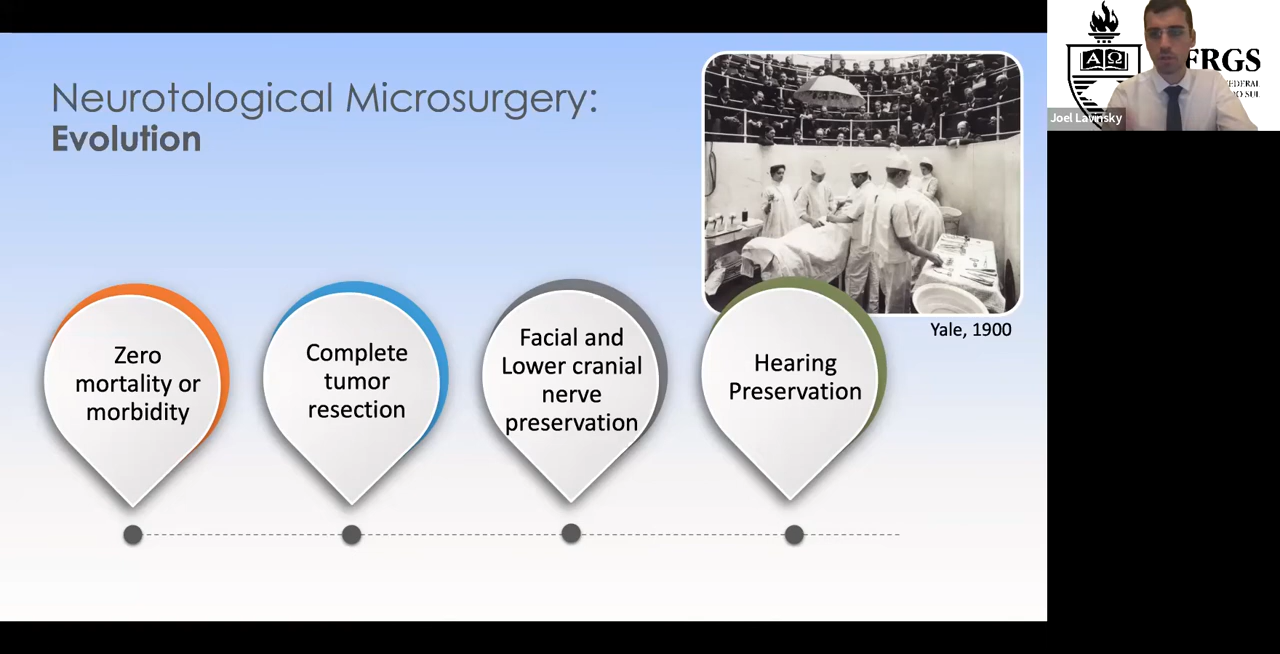 Neurotological Microsurgery:
Evolution
Yale, 1900
Zero
mortality or
morbidity
Complete
tumor
resection
Facial and
Lower cranial
nerve
preservation
Hearing
Preservation
Α Ω
FRGS
SUL
Joel Lavinsky